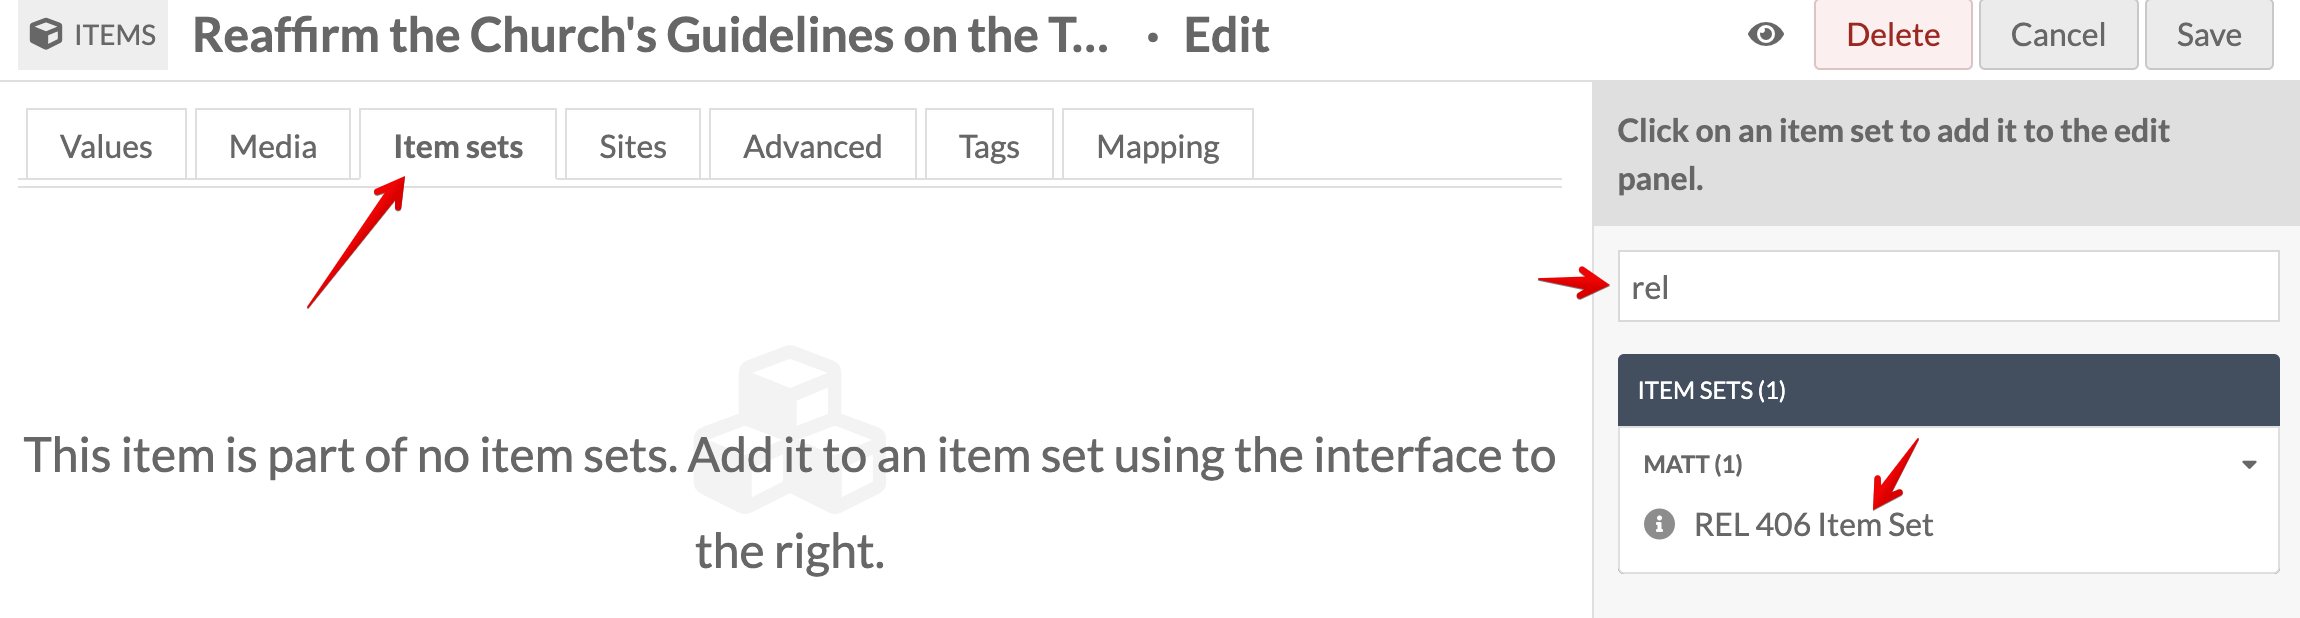 ITEMS Reaffirm the Church's Guidelines on the T... · Edit
Delete Cancel Save
Values Media Item sets Sites Advanced Tags Mapping
This item is part of no item sets. Add it to an item set using the interface to
the right.
Click on an item set to add it to the edit
panel.
rel
ITEM SETS (1)
MATT (1)
REL 406 Item Set